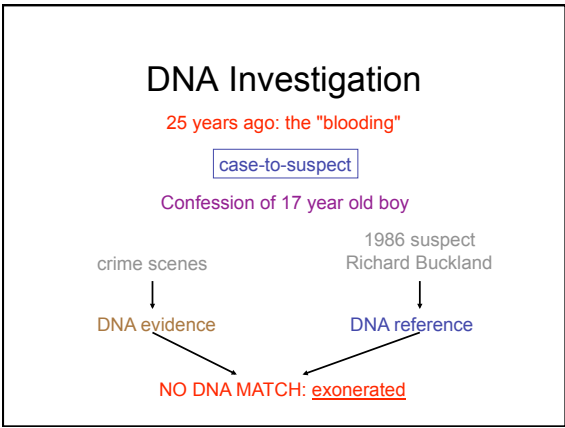 DNA Investigation
25 years ago: the "blooding"
case-to-suspect
Confession of 17 year old boy
crime scenes
1986 suspect
Richard Buckland
DNA evidence
DNA reference
NO DNA MATCH: exonerated